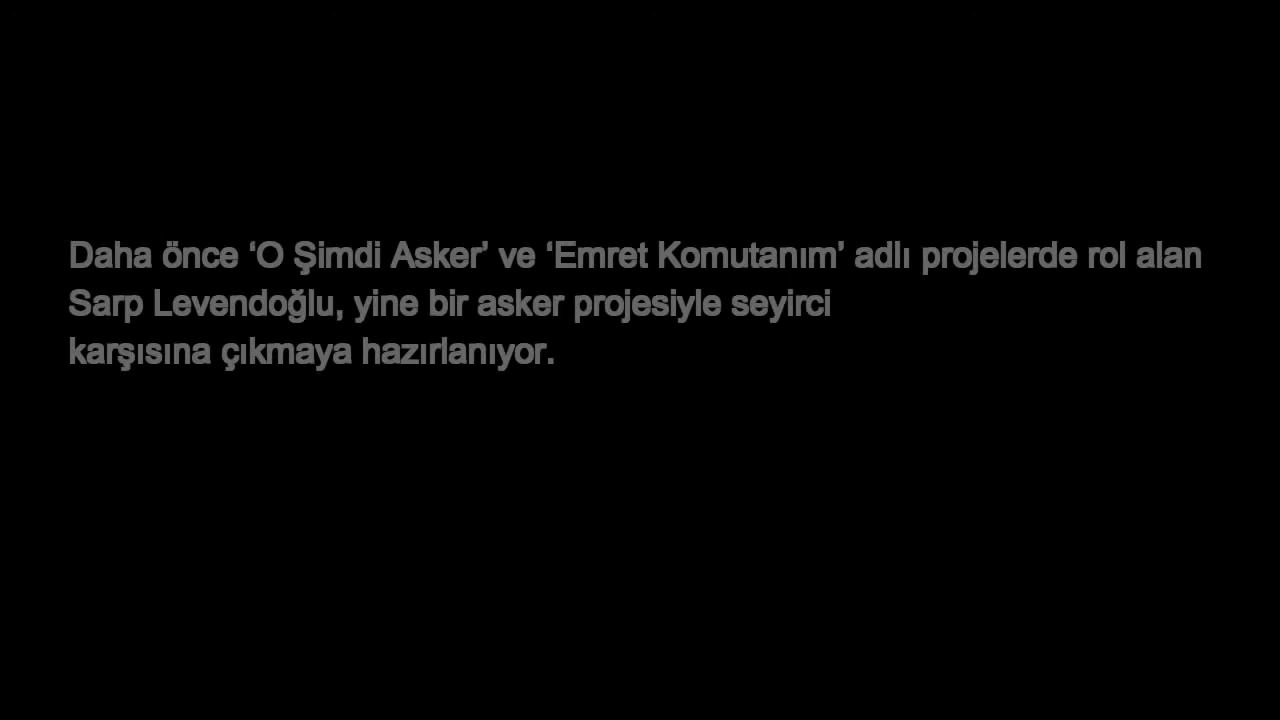 Daha önce ‘O Şimdi Asker’ ve ‘Emret Komutanım’ adlı projelerde rol alan
Sarp Levendoğlu, yine bir asker projesiyle seyirci
karşısına çıkmaya hazırlanıyor.